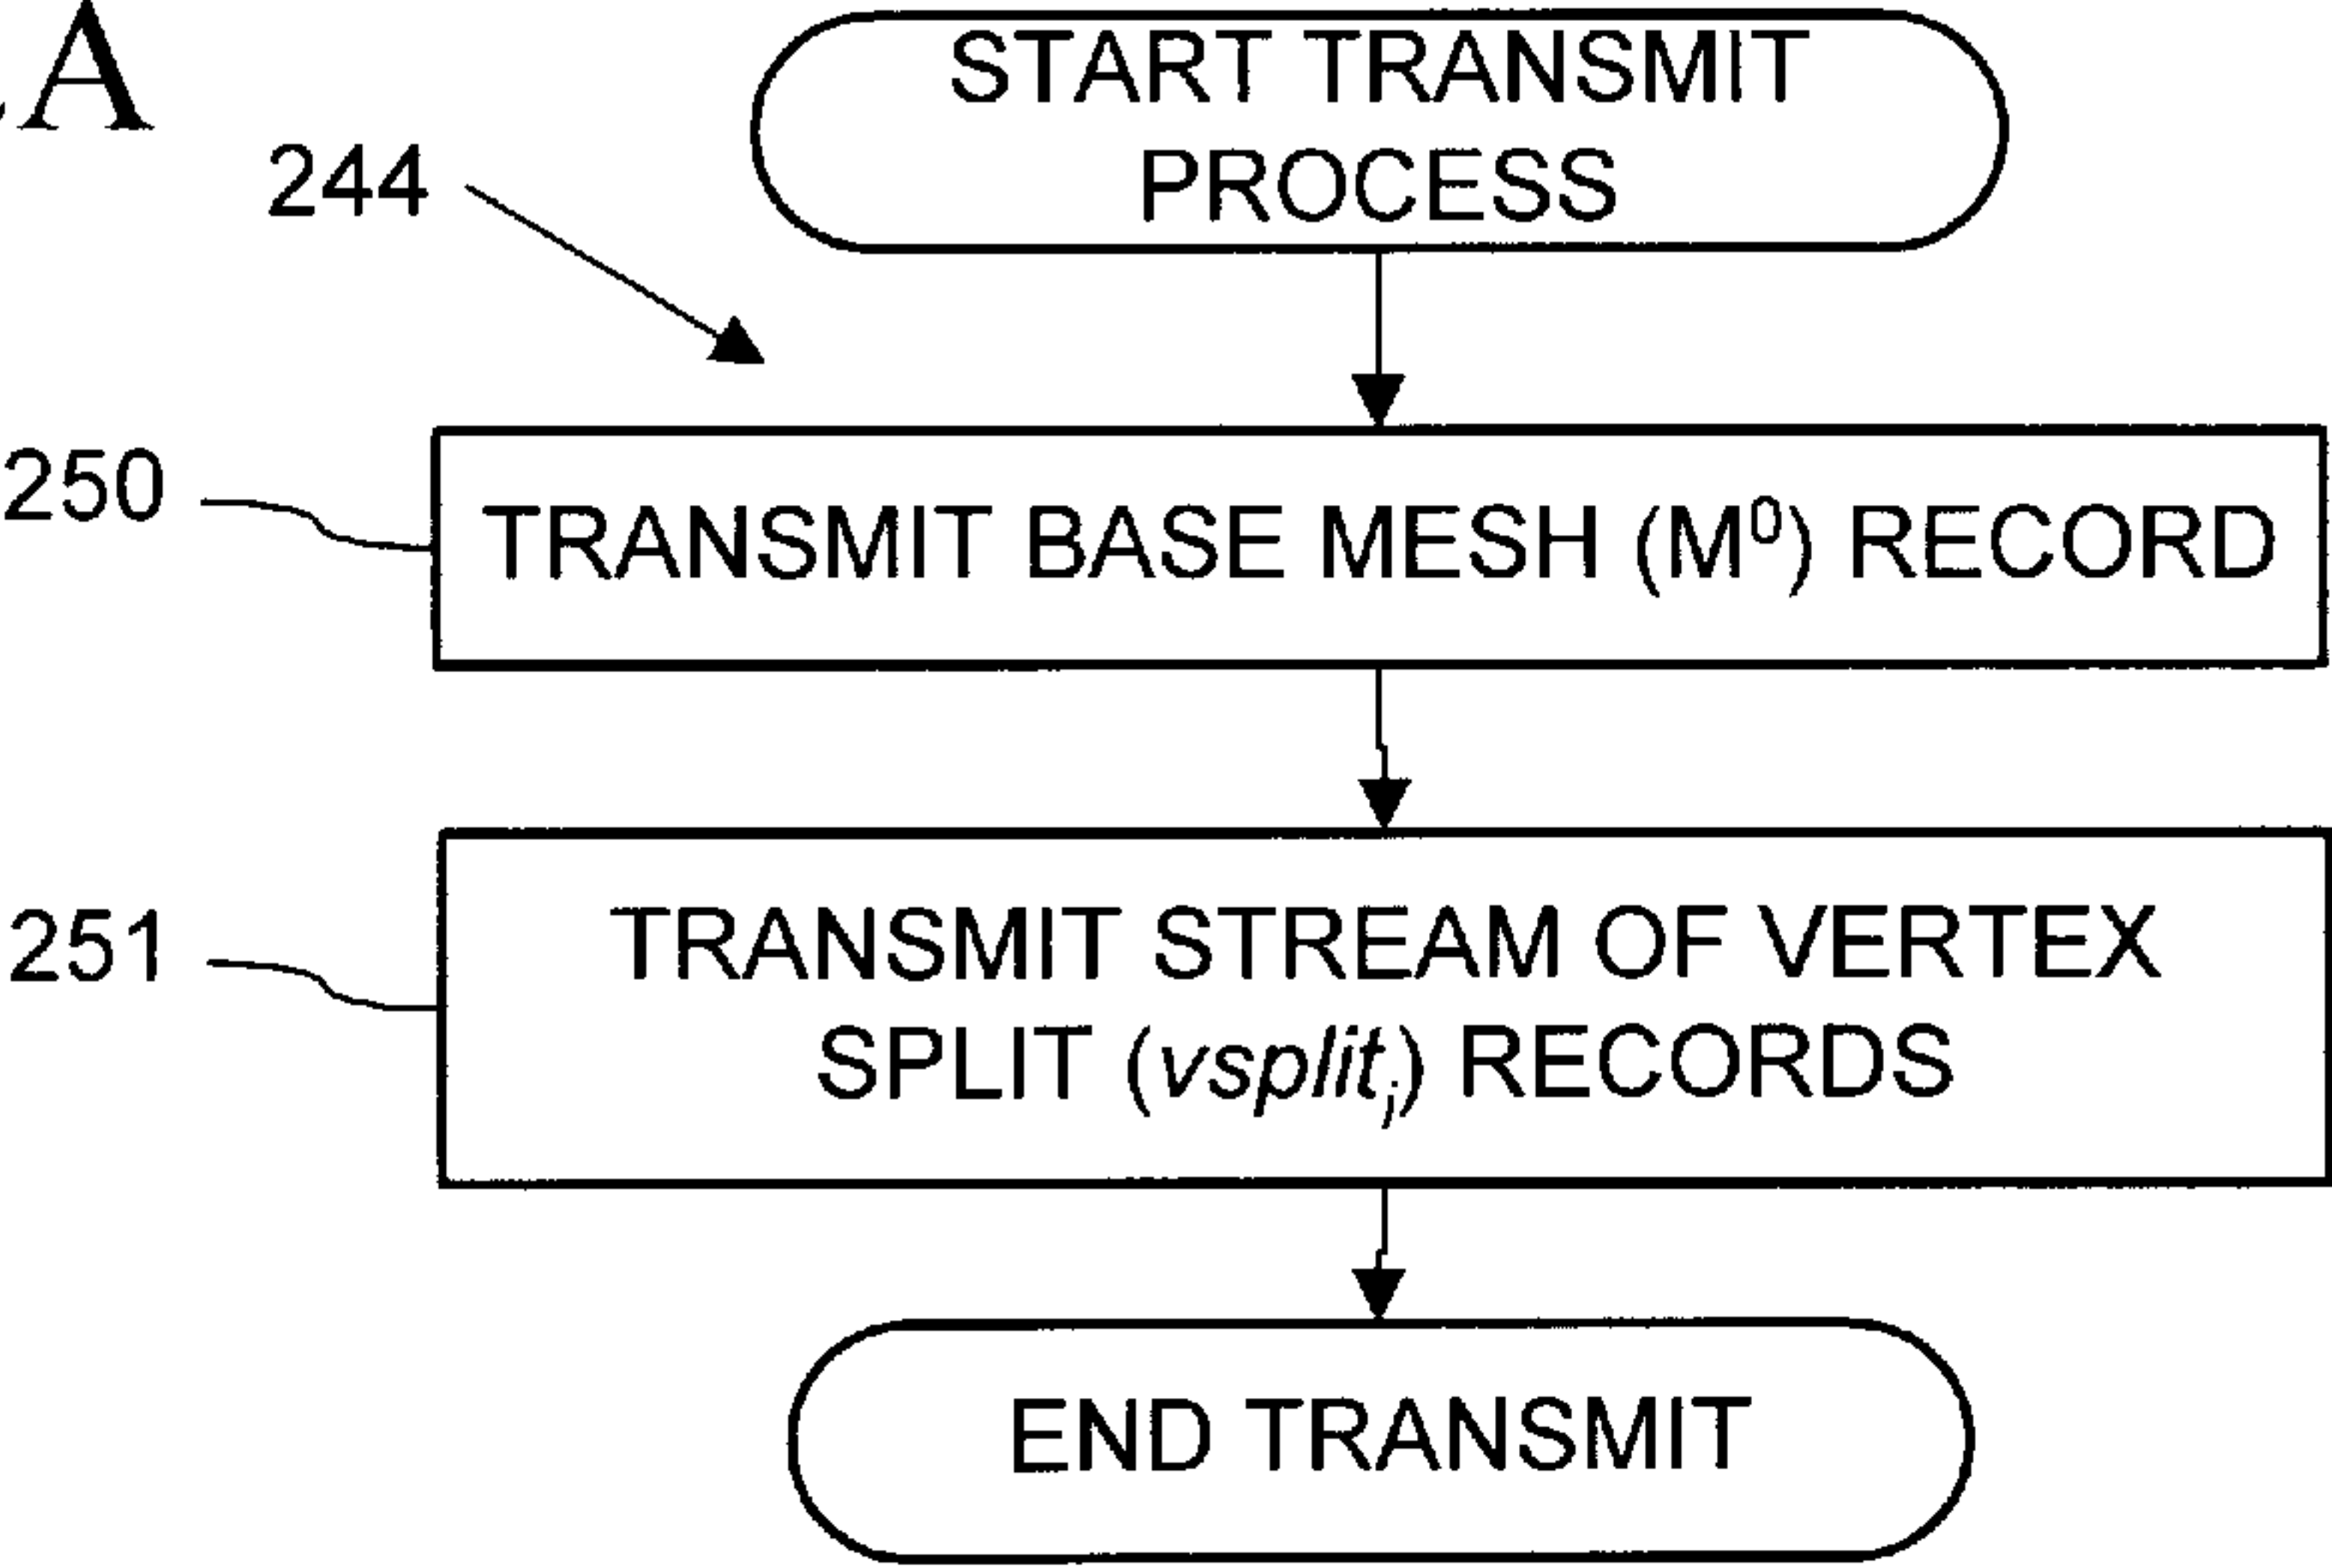 A
START TRANSMIT
PROCESS
244
250
TRANSMIT BASE MESH (M⁰) RECORD
251
TRANSMIT STREAM OF VERTEX
SPLIT (vsplitᵢ) RECORDS
END TRANSMIT